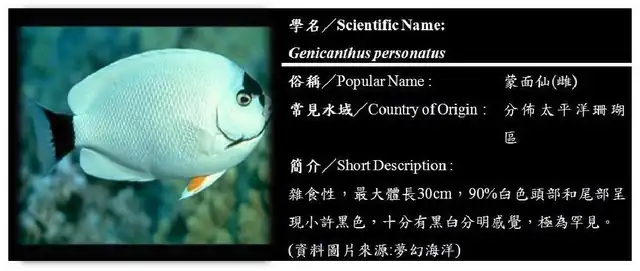 學名／Scientific Name:
Genicanthus personatus
俗稱／Popular Name : 蒙面仙(雌)
常見水域／Country of Origin : 分佈太平洋珊瑚
區
簡介／Short Description :
雜食性，最大體長30cm，90%白色頭部和尾部呈
現小許黑色，十分有黑白分明感覺，極為罕見。
(資料圖片來源:夢幻海洋)